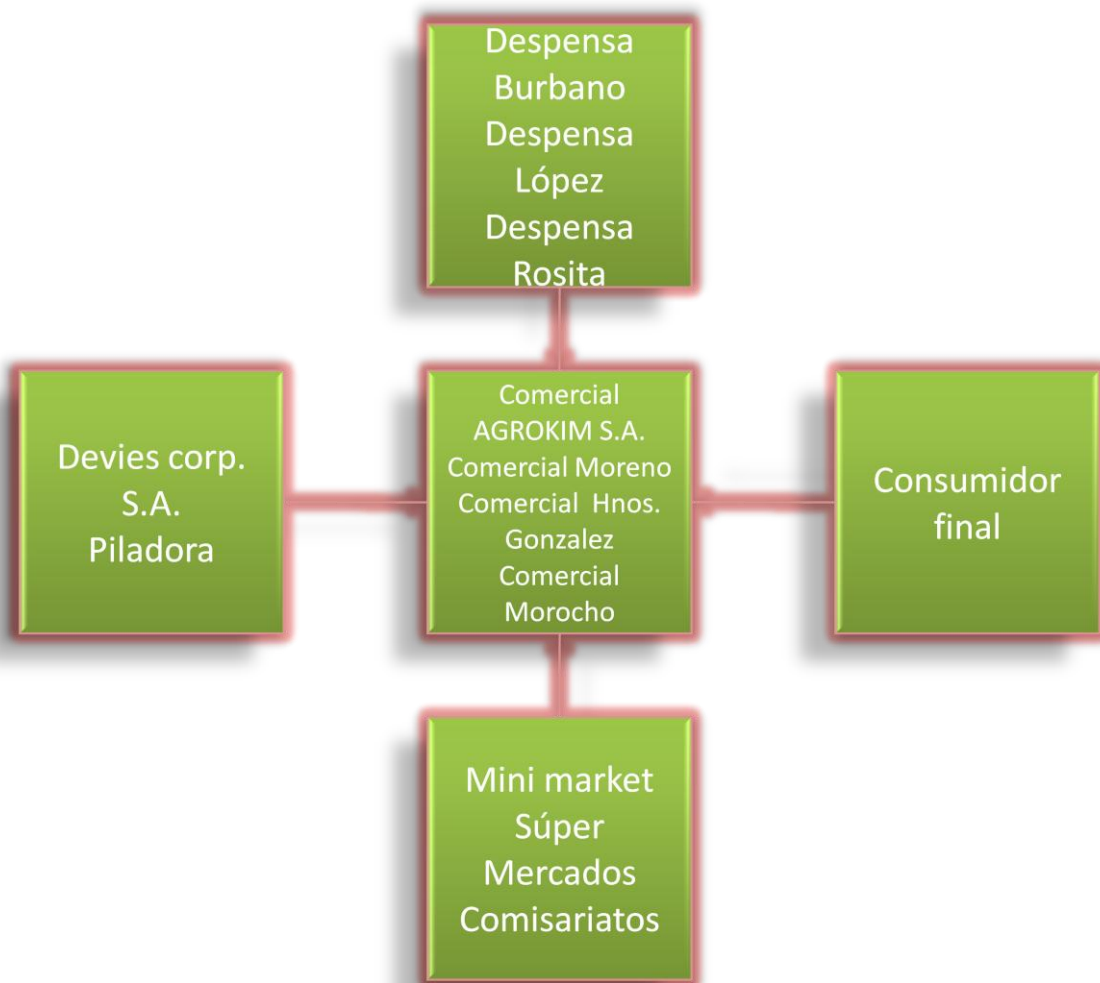 Despensa
Burbano
Despensa
López
Despensa
Rosita
Devies corp.
S.A.
Piladora
Comercial
AGROKIM S.A.
Comercial Moreno
Comercial Hnos.
Gonzalez
Comercial
Morocho
Consumidor
final
Mini market
Súper
Mercados
Comisariatos